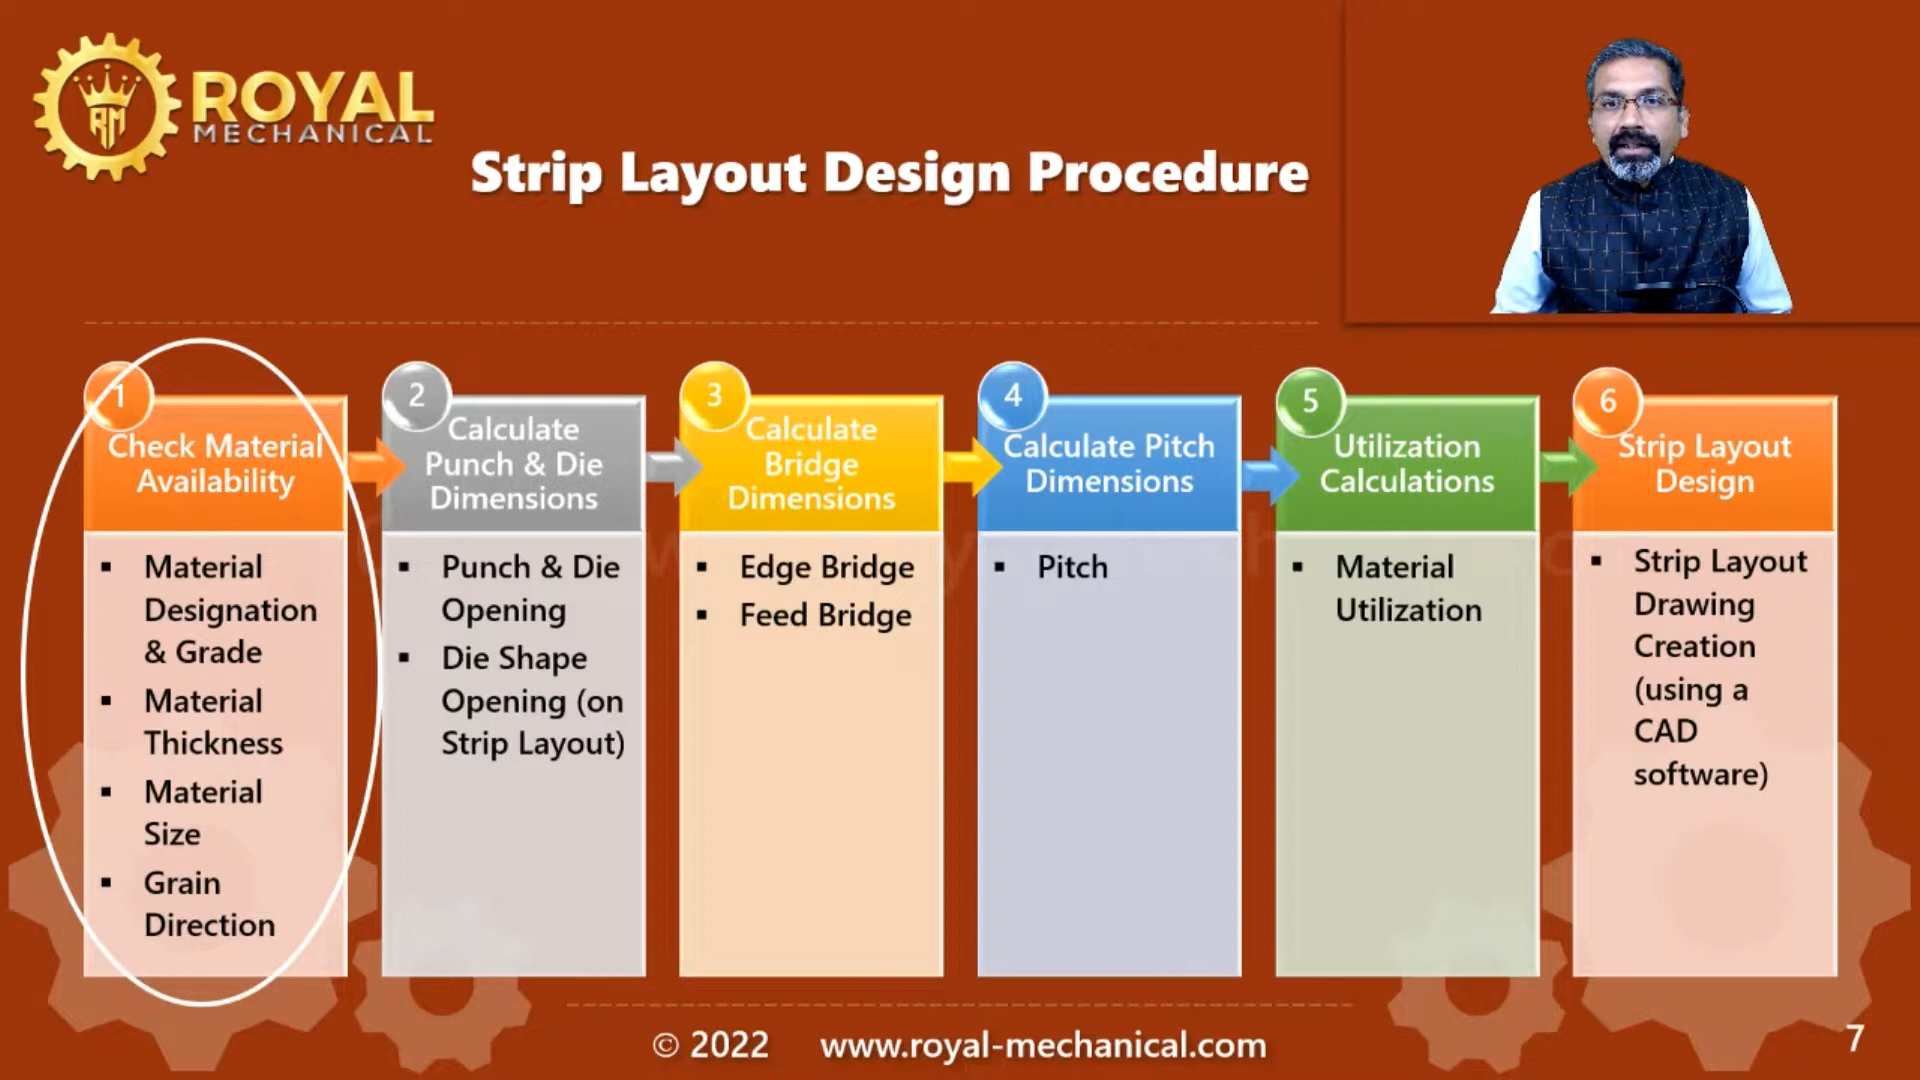 RM
ROYAL
MECHANICAL
Strip Layout Design Procedure
1
Check Material
Availability
▪ Material
Designation
& Grade
▪ Material
Thickness
▪ Material
Size
▪ Grain
Direction
2
Calculate
Punch & Die
Dimensions
▪ Punch & Die
Opening
▪ Die Shape
Opening (on
Strip Layout)
3
Calculate
Bridge
Dimensions
▪ Edge Bridge
▪ Feed Bridge
4
Calculate Pitch
Dimensions
▪ Pitch
5
Utilization
Calculations
▪ Material
Utilization
6
Strip Layout
Design
▪ Strip Layout
Drawing
Creation
(using a
CAD
software)
© 2022 www.royal-mechanical.com
7